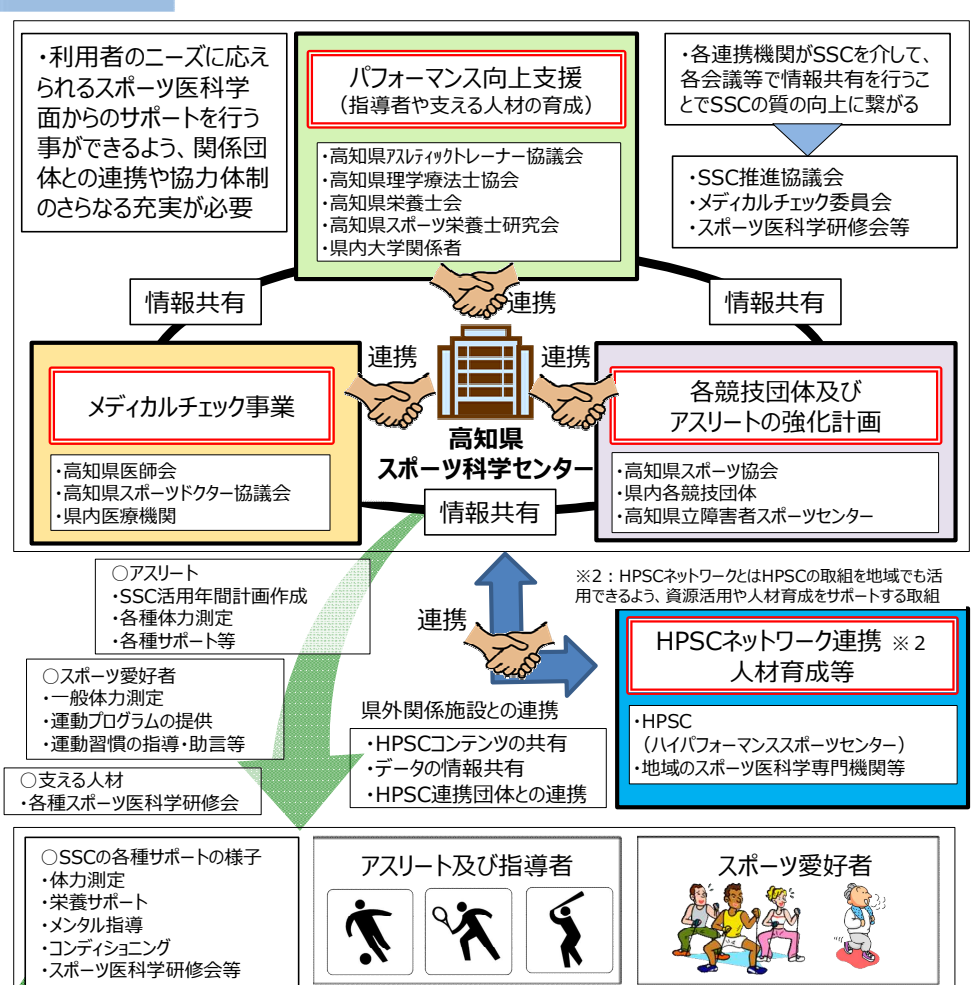 ・利用者のニーズに応え
られるスポーツ医科学
面からのサポートを行う
事ができるよう、関係団
体との連携や協力体制
のさらなる充実が必要
パフォーマンス向上支援
（指導者や支える人材の育成）
・高知県アスレティックトレーナー協議会
・高知県理学療法士協会
・高知県栄養士会
・高知県スポーツ栄養士研究会
・県内大学関係者
・各連携機関がSSCを介して、
各会議等で情報共有を行うこ
とでSSCの質の向上に繋がる
・SSC推進協議会
・メディカルチェック委員会
・スポーツ医科学研修会等
情報共有
連携
情報共有
連携
連携
メディカルチェック事業
・高知県医師会
・高知県スポーツドクター協議会
・県内医療機関
高知県
スポーツ科学センター
各競技団体及び
アスリートの強化計画
・高知県スポーツ協会
・県内各競技団体
・高知県立障害者スポーツセンター
情報共有
○アスリート
・SSC活用年間計画作成
・各種体力測定
・各種サポート等
○スポーツ愛好者
・一般体力測定
・運動プログラムの提供
・運動習慣の指導・助言等
○支える人材
・各種スポーツ医科学研修会
連携
県外関係施設との連携
・HPSCコンテンツの共有
・データの情報共有
・HPSC連携団体との連携
※2：HPSCネットワークとはHPSCの取組を地域でも活
用できるよう、資源活用や人材育成をサポートする取組
HPSCネットワーク連携 ※２
人材育成等
・HPSC
（ハイパフォーマンススポーツセンター）
・地域のスポーツ医科学専門機関等
○SSCの各種サポートの様子
・体力測定
・栄養サポート
・メンタル指導
・コンディショニング
・スポーツ医科学研修会等
アスリート及び指導者
スポーツ愛好者